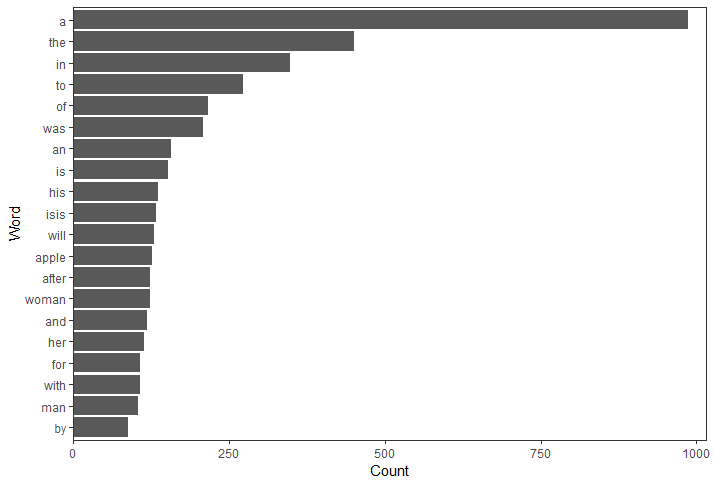 a
the
in
to
of
was
an
is
his
isis
will
apple
after
woman
and
her
for
with
man
by
Word
0 250 500 750 1000
Count